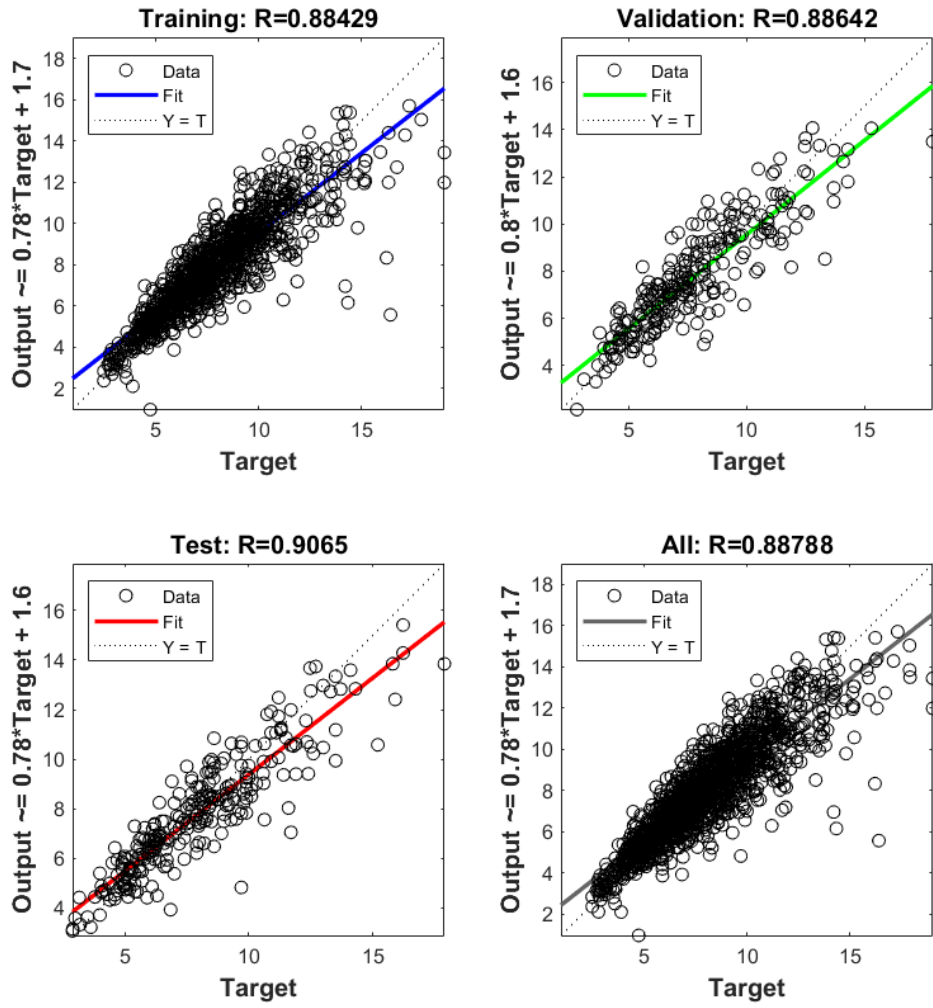 Training: R=0.88429
Output ~= 0.78*Target + 1.7
18
16
14
12
10
8
6
4
2
Data
Fit
Y = T
5
10
15
Target
Validation: R=0.88642
Output ~= 0.8*Target + 1.6
16
14
12
10
8
6
4
Data
Fit
Y = T
5
10
15
Target
Test: R=0.9065
Output ~= 0.78*Target + 1.6
16
14
12
10
8
6
4
Data
Fit
Y = T
5
10
15
Target
All: R=0.88788
Output ~= 0.78*Target + 1.7
18
16
14
12
10
8
6
4
2
Data
Fit
Y = T
5
10
15
Target